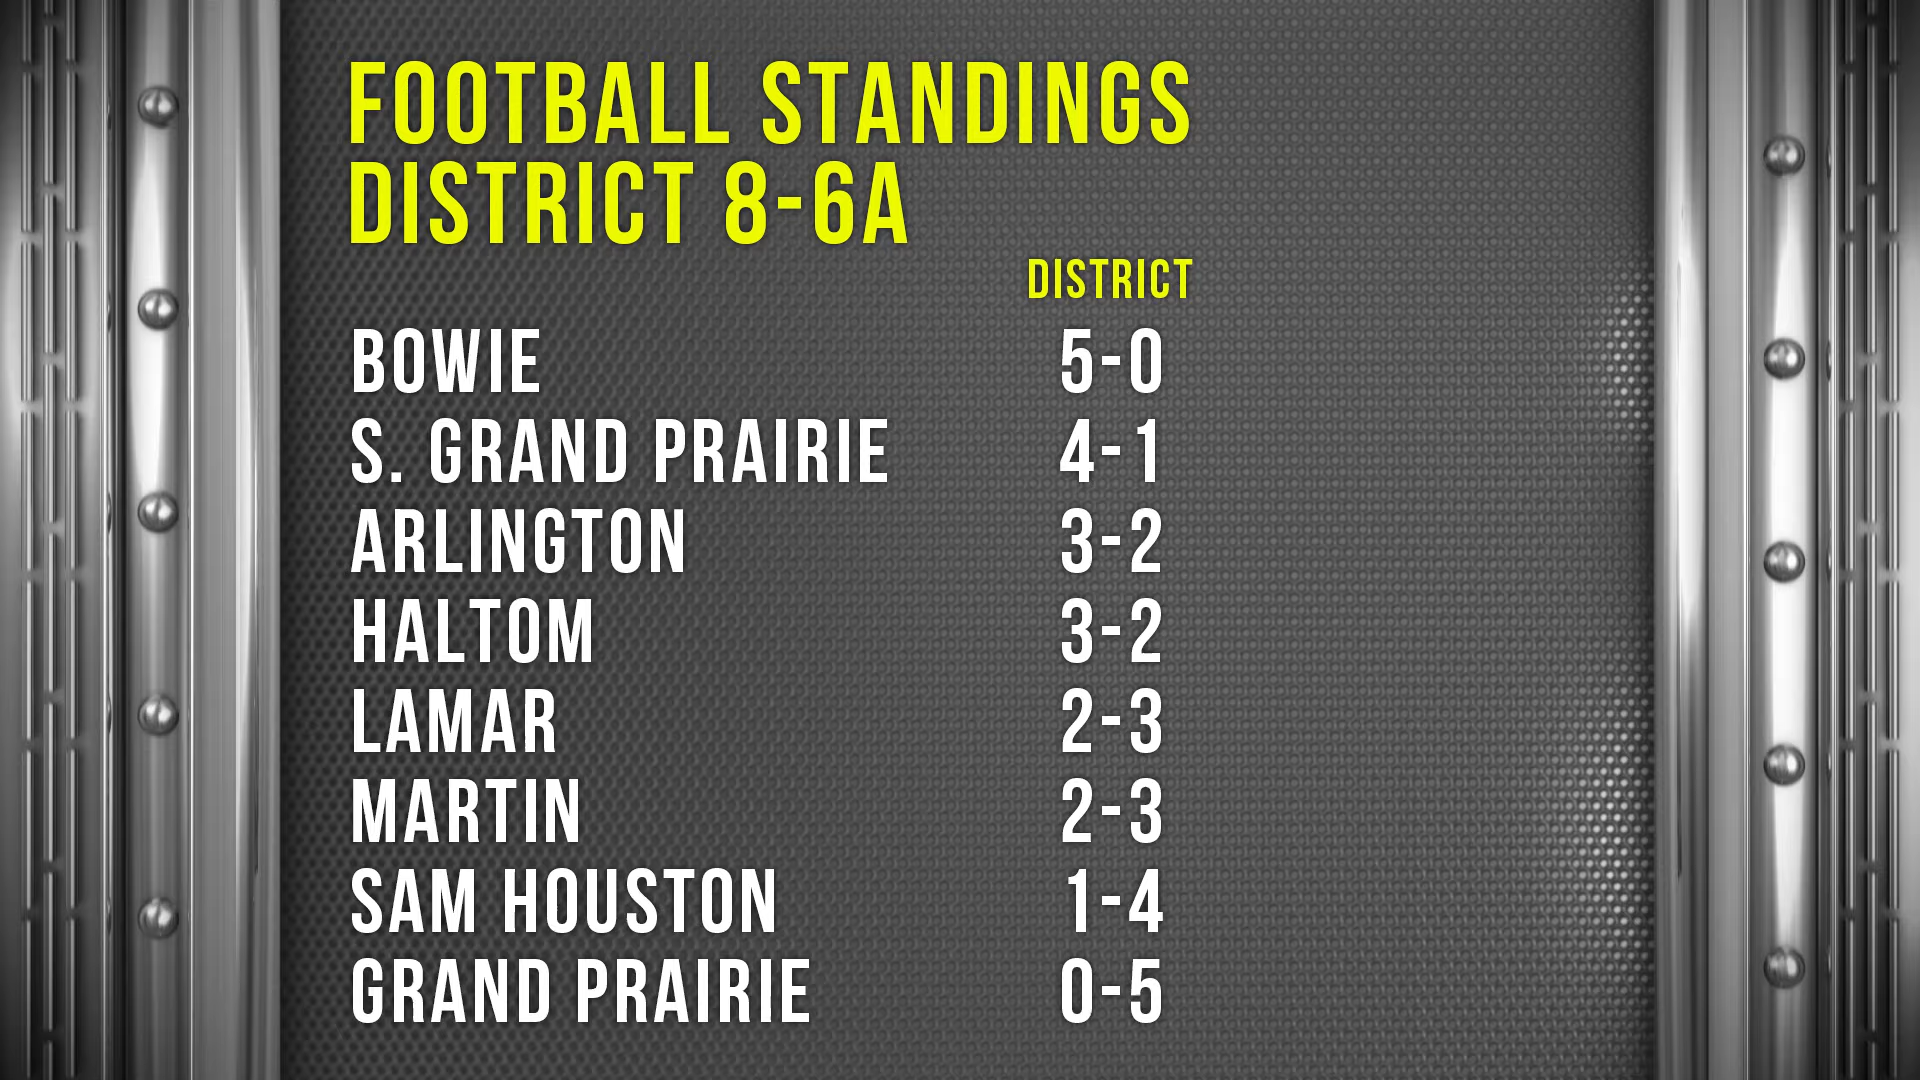 FOOTBALL STANDINGS
DISTRICT 8-6A
DISTRICT
BOWIE 5-0
S. GRAND PRAIRIE 4-1
ARLINGTON 3-2
HALTOM 3-2
LAMAR 2-3
MARTIN 2-3
SAM HOUSTON 1-4
GRAND PRAIRIE 0-5